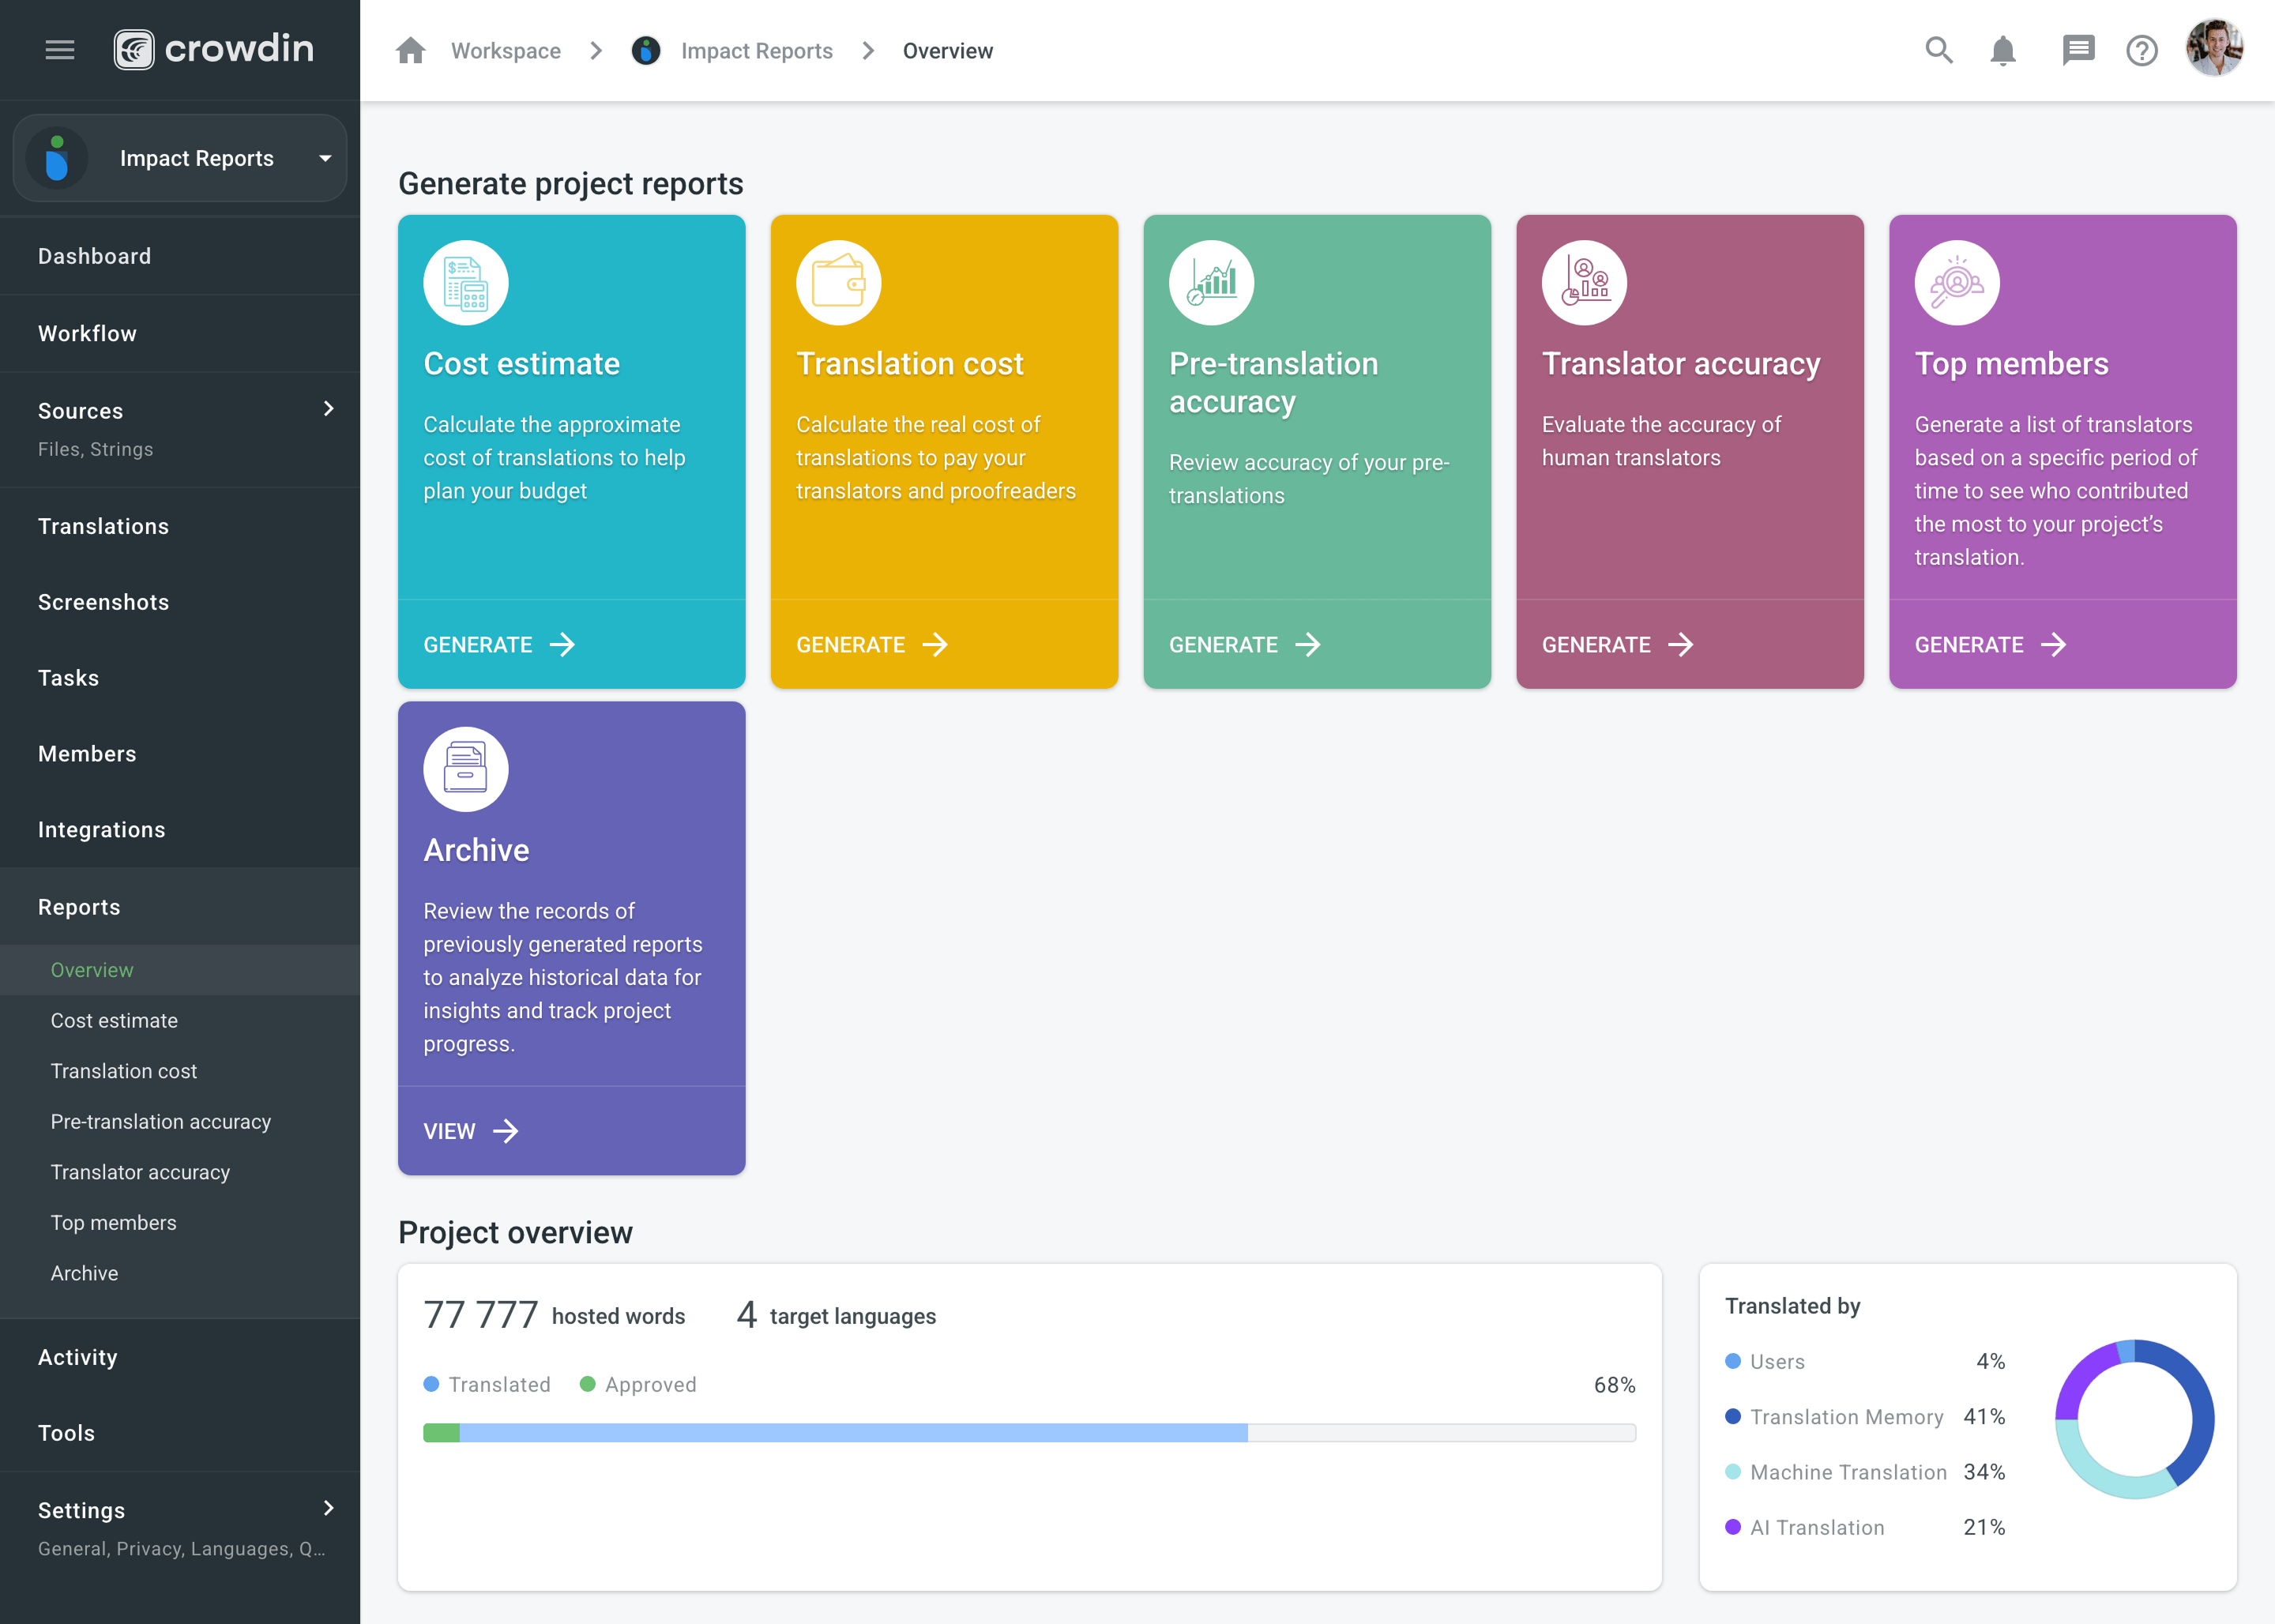 crowdin
Workspace
Impact Reports
Overview
Impact Reports
Dashboard
Workflow
Sources
Files, Strings
Translations
Screenshots
Tasks
Members
Integrations
Reports
Overview
Cost estimate
Translation cost
Pre-translation accuracy
Translator accuracy
Top members
Archive
Activity
Tools
Settings
General, Privacy, Languages, Q...
Generate project reports
Cost estimate
Calculate the approximate
cost of translations to help
plan your budget
GENERATE
Translation cost
Calculate the real cost of
translations to pay your
translators and proofreaders
GENERATE
Pre-translation
accuracy
Review accuracy of your pre-
translations
GENERATE
Translator accuracy
Evaluate the accuracy of
human translators
GENERATE
Top members
Generate a list of translators
based on a specific period of
time to see who contributed
the most to your project’s
translation.
GENERATE
Archive
Review the records of
previously generated reports
to analyze historical data for
insights and track project
progress.
VIEW
Project overview
77 777 hosted words 4 target languages
Translated Approved 68%
Translated by
Users 4%
Translation Memory 41%
Machine Translation 34%
AI Translation 21%